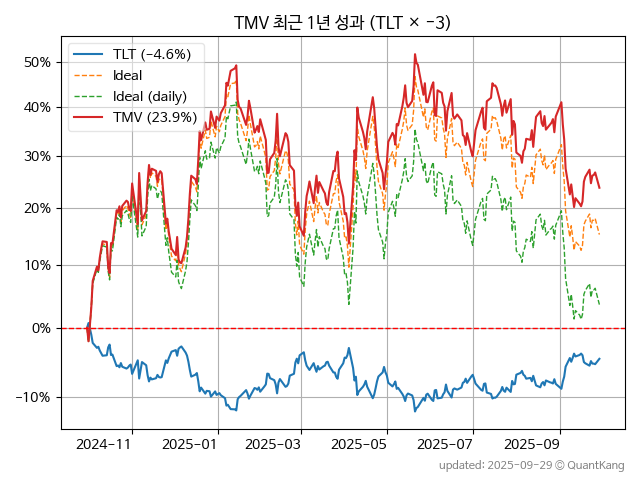 TMV 최근 1년 성과 (TLT × −3)
TLT (−4.6%)
Ideal
Ideal (daily)
TMV (23.9%)
50%
40%
30%
20%
10%
0%
−10%
2024−11 2025−01 2025−03 2025−05 2025−07 2025−09
updated: 2025−09−29 © QuantKang